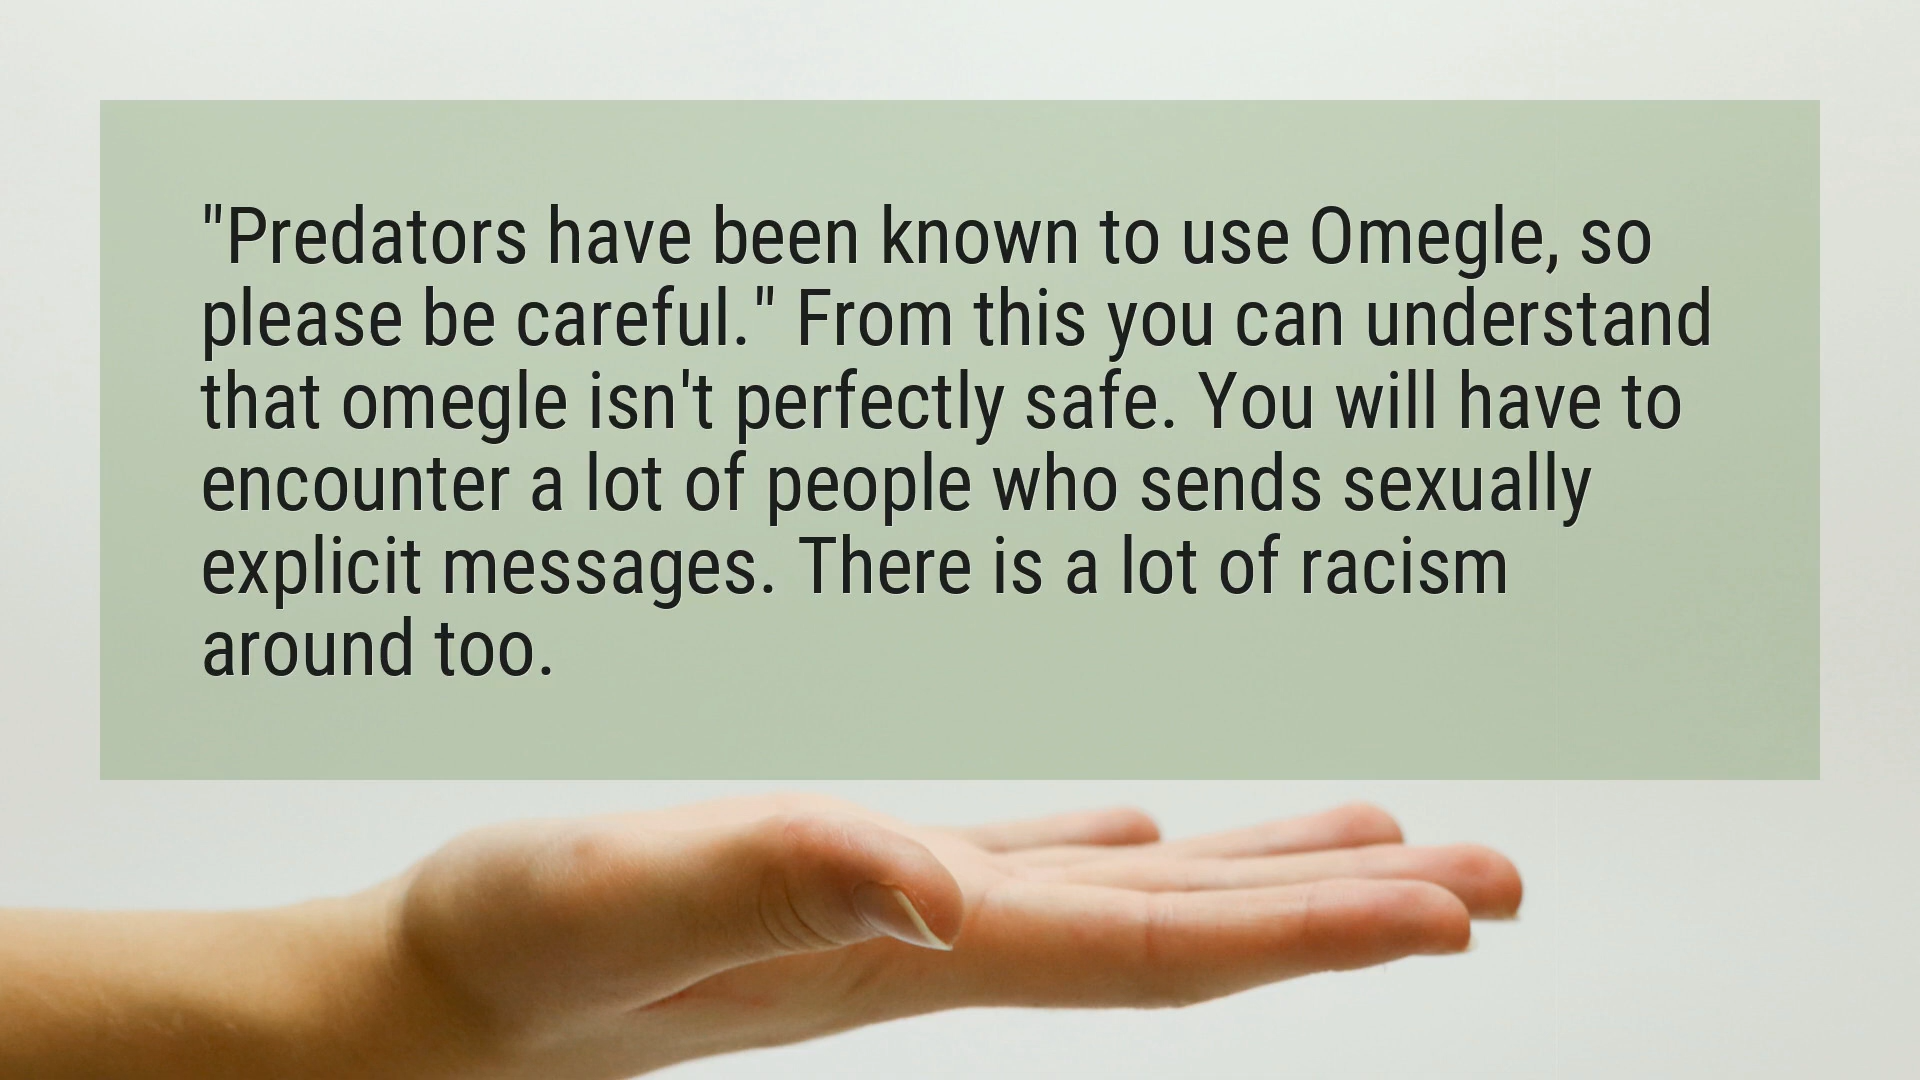 "Predators have been known to use Omegle, so
please be careful." From this you can understand
that omegle isn't perfectly safe. You will have to
encounter a lot of people who sends sexually
explicit messages. There is a lot of racism
around too.